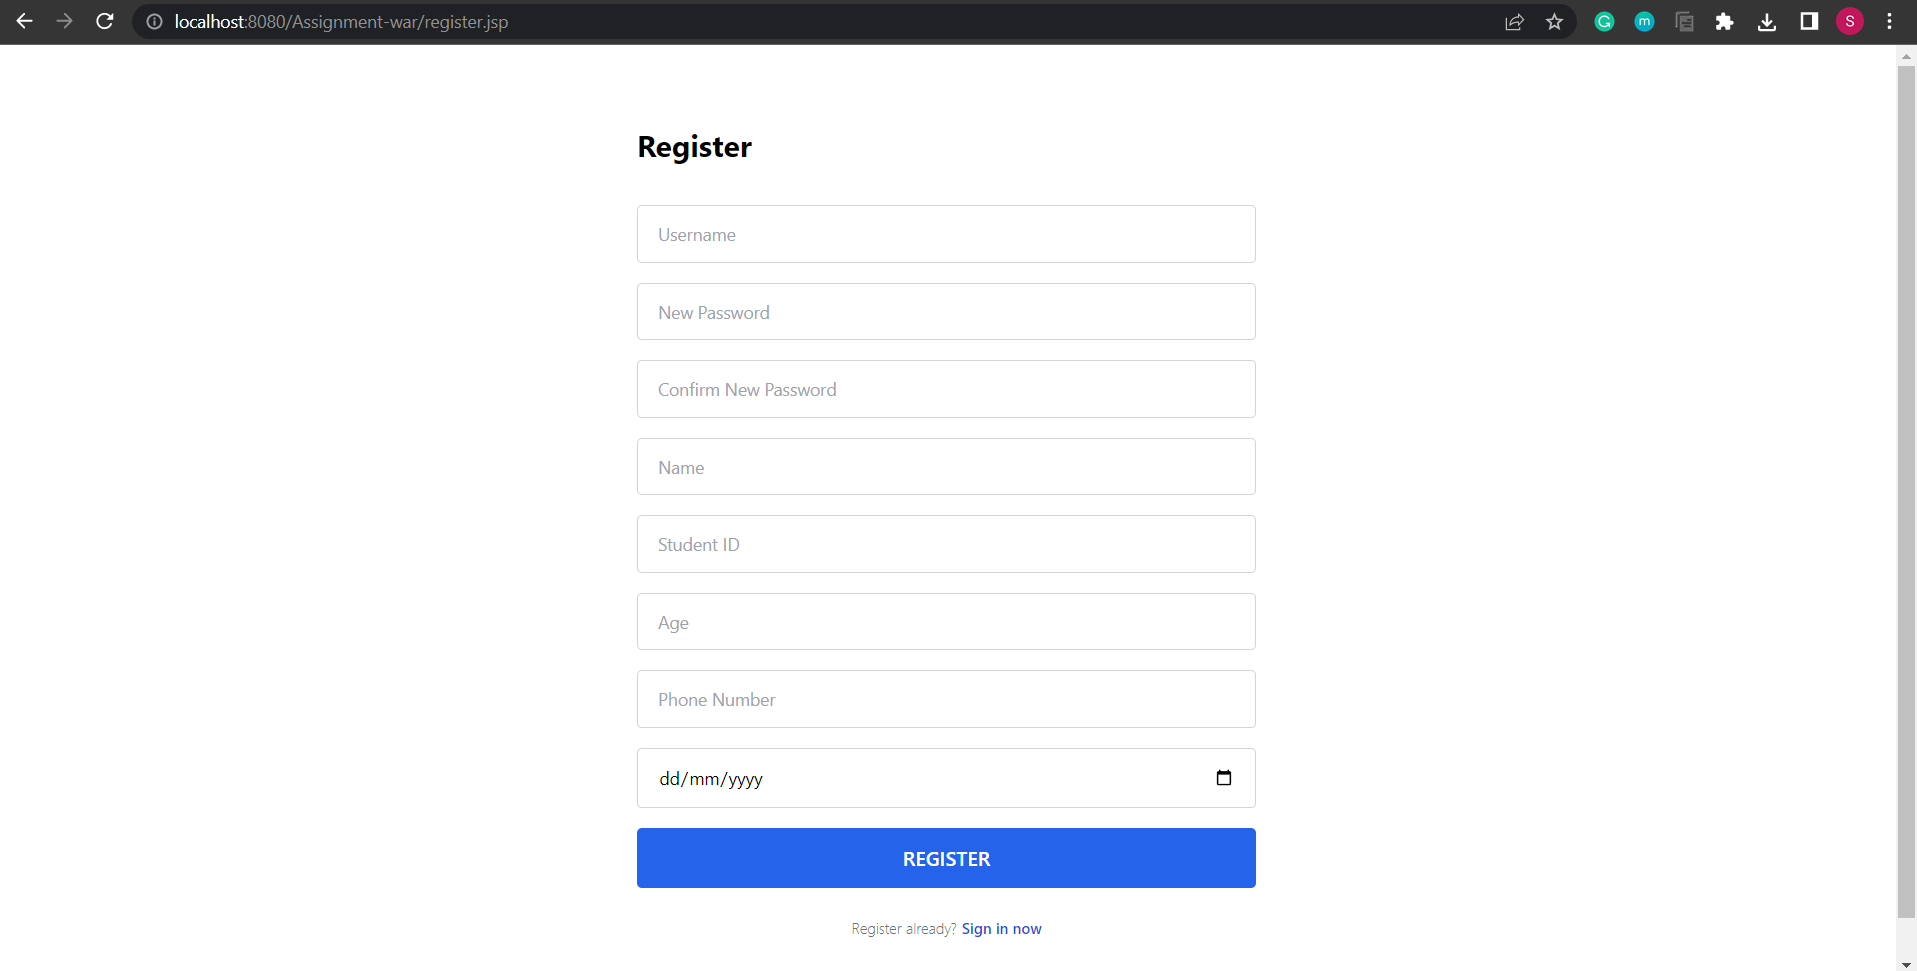 localhost:8080/Assignment-war/register.jsp
G m S
Register
Username
New Password
Confirm New Password
Name
Student ID
Age
Phone Number
dd/mm/yyyy
REGISTER
Register already? Sign in now